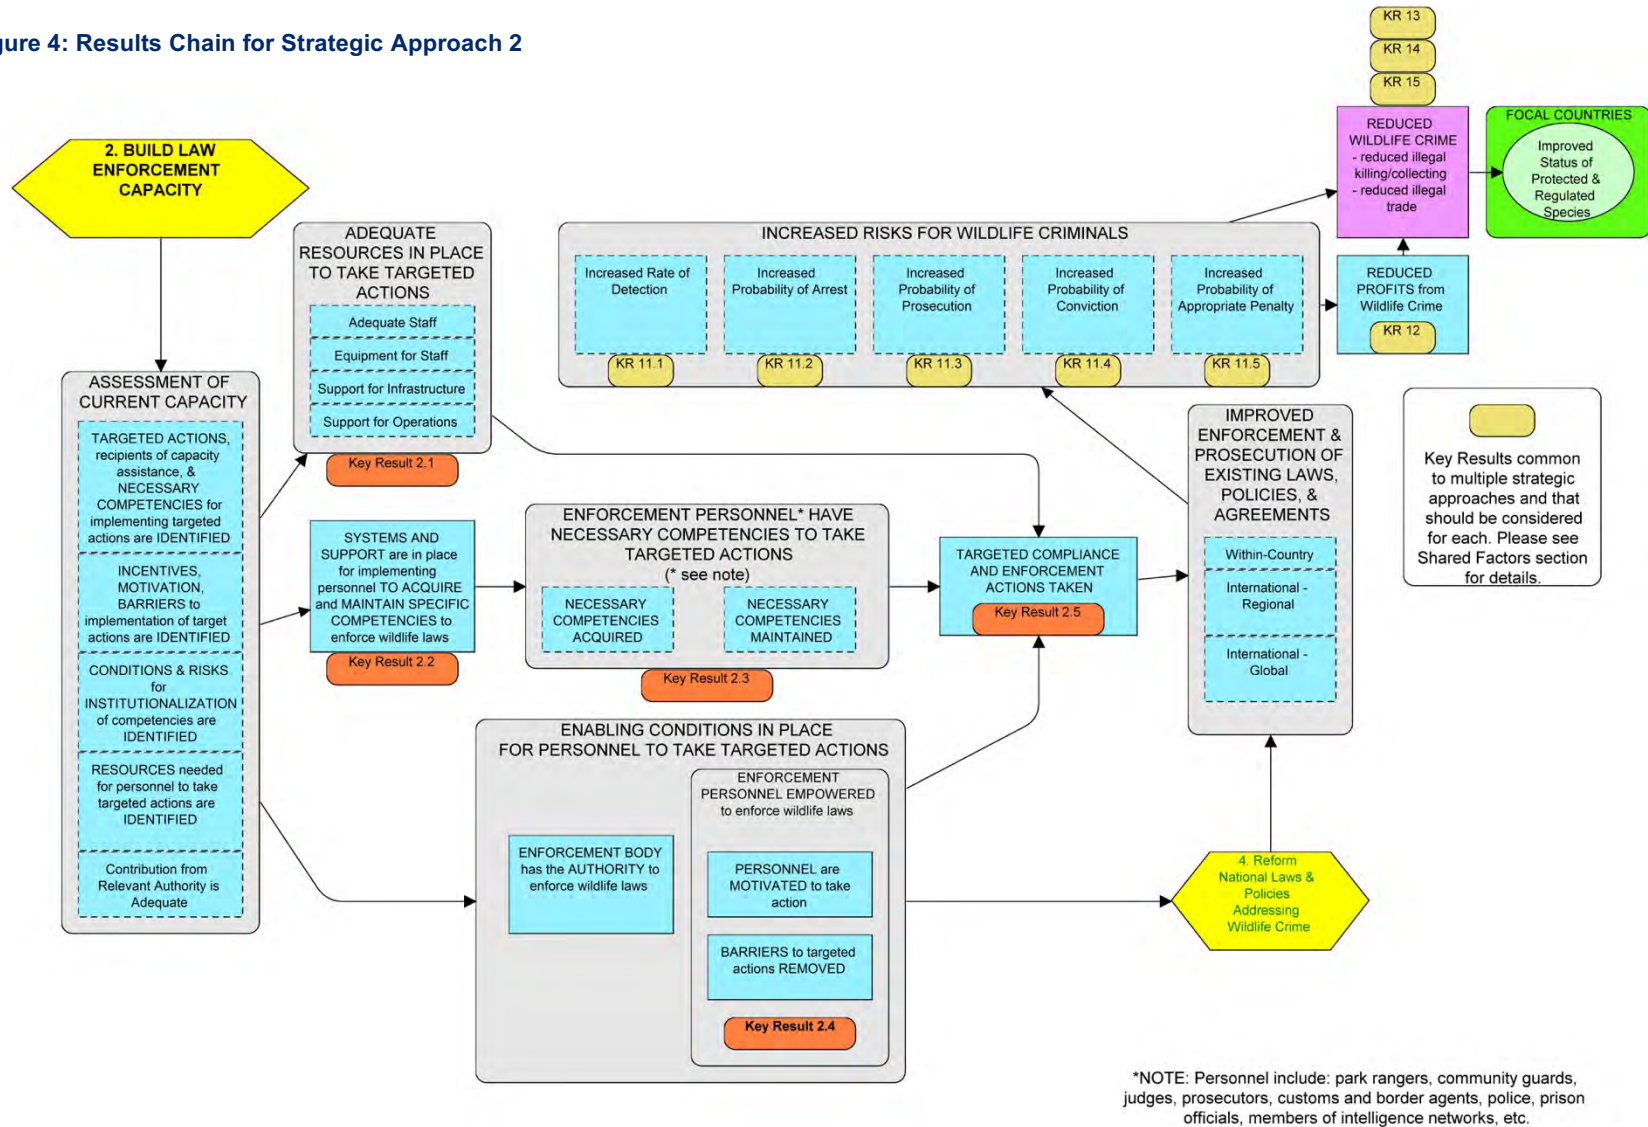 gure 4: Results Chain for Strategic Approach 2
KR 13
KR 14
KR 15
REDUCED
WILDLIFE CRIME
- reduced illegal
killing/collecting
- reduced illegal
trade
FOCAL COUNTRIES
Improved
Status of
Protected &
Regulated
Species
2. BUILD LAW
ENFORCEMENT
CAPACITY
ADEQUATE
RESOURCES IN PLACE
TO TAKE TARGETED
ACTIONS
Adequate Staff
Equipment for Staff
Support for Infrastructure
Support for Operations
Key Result 2.1
INCREASED RISKS FOR WILDLIFE CRIMINALS
Increased Rate of
Detection
KR 11.1
Increased
Probability of Arrest
KR 11.2
Increased
Probability of
Prosecution
KR 11.3
Increased
Probability of
Conviction
KR 11.4
Increased
Probability of
Appropriate Penalty
KR 11.5
REDUCED
PROFITS from
Wildlife Crime
KR 12
ASSESSMENT OF
CURRENT CAPACITY
TARGETED ACTIONS,
recipients of capacity
assistance, &
NECESSARY
COMPETENCIES for
implementing targeted
actions are IDENTIFIED
INCENTIVES,
MOTIVATION,
BARRIERS to
implementation of target
actions are IDENTIFIED
CONDITIONS & RISKS
for
INSTITUTIONALIZATION
of competencies are
IDENTIFIED
RESOURCES needed
for personnel to take
targeted actions are
IDENTIFIED
Contribution from
Relevant Authority is
Adequate
SYSTEMS AND
SUPPORT are in place
for implementing
personnel TO ACQUIRE
and MAINTAIN SPECIFIC
COMPETENCIES to
enforce wildlife laws
Key Result 2.2
ENFORCEMENT PERSONNEL* HAVE
NECESSARY COMPETENCIES TO TAKE
TARGETED ACTIONS
(* see note)
NECESSARY
COMPETENCIES
ACQUIRED
NECESSARY
COMPETENCIES
MAINTAINED
Key Result 2.3
TARGETED COMPLIANCE
AND ENFORCEMENT
ACTIONS TAKEN
Key Result 2.5
IMPROVED
ENFORCEMENT &
PROSECUTION OF
EXISTING LAWS,
POLICIES, &
AGREEMENTS
Within-Country
International -
Regional
International -
Global
Key Results common
to multiple strategic
approaches and that
should be considered
for each. Please see
Shared Factors section
for details.
ENABLING CONDITIONS IN PLACE
FOR PERSONNEL TO TAKE TARGETED ACTIONS
ENFORCEMENT BODY
has the AUTHORITY to
enforce wildlife laws
ENFORCEMENT
PERSONNEL EMPOWERED
to enforce wildlife laws
PERSONNEL are
MOTIVATED to take
action
BARRIERS to targeted
actions REMOVED
Key Result 2.4
4. Reform
National Laws &
Policies
Addressing
Wildlife Crime
*NOTE: Personnel include: park rangers, community guards,
judges, prosecutors, customs and border agents, police, prison
officials, members of intelligence networks, etc.